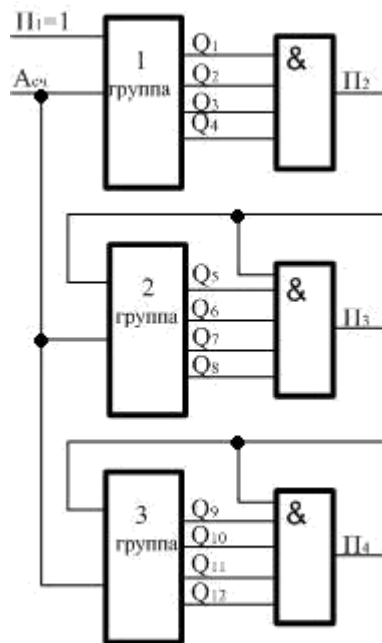 П₁=1
Aсч
1
группа
Q₁
Q₂
Q₃
Q₄
&
П₂
2
группа
Q₅
Q₆
Q₇
Q₈
&
П₃
3
группа
Q₉
Q₁₀
Q₁₁
Q₁₂
&
П₄